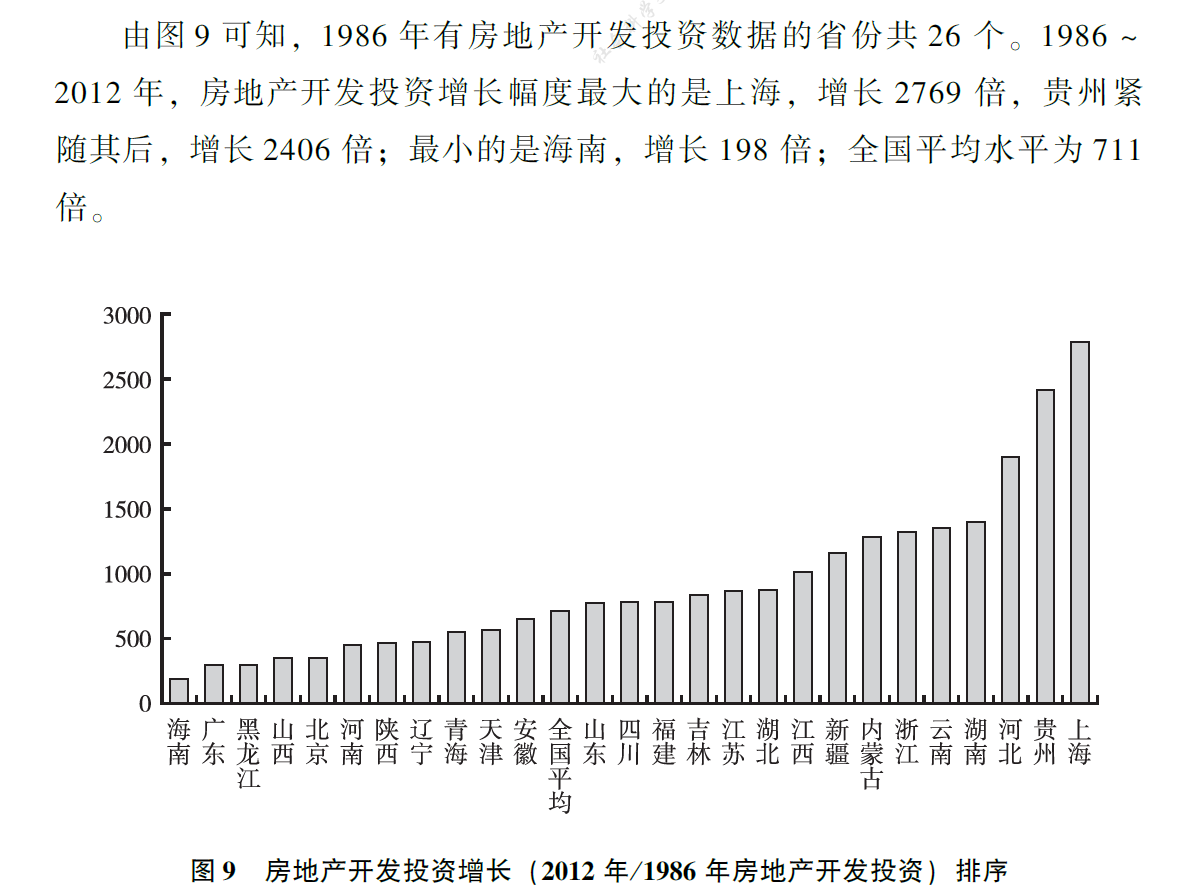 由图 9 可知，1986 年有房地产开发投资数据的省份共 26 个。1986 ~
2012 年，房地产开发投资增长幅度最大的是上海，增长 2769 倍，贵州紧
随其后，增长 2406 倍；最小的是海南，增长 198 倍；全国平均水平为 711
倍。
3000
2500
2000
1500
1000
500
0
海南
广东
黑龙江
山西
北京
河南
陕西
辽宁
青海
天津
安徽
全国平均
山东
四川
福建
吉林
江苏
湖北
江西
新疆
内蒙古
浙江
云南
湖南
河北
贵州
上海
图 9 房地产开发投资增长（2012 年/1986 年房地产开发投资）排序